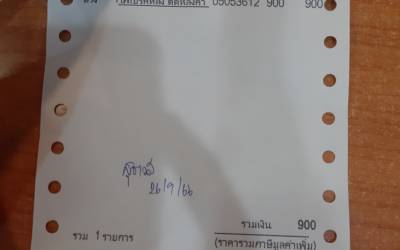 09053612 900 900
26/9/66
รวมเงิน 900
รวม 1 รายการ
(ราคารวมภาษีมูลค่าเพิ่ม)